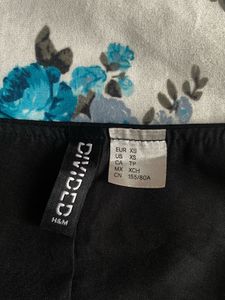 DIVIDED
H&M
EUR XS
US XS
CA TP
MX XCH
CN 155/80A